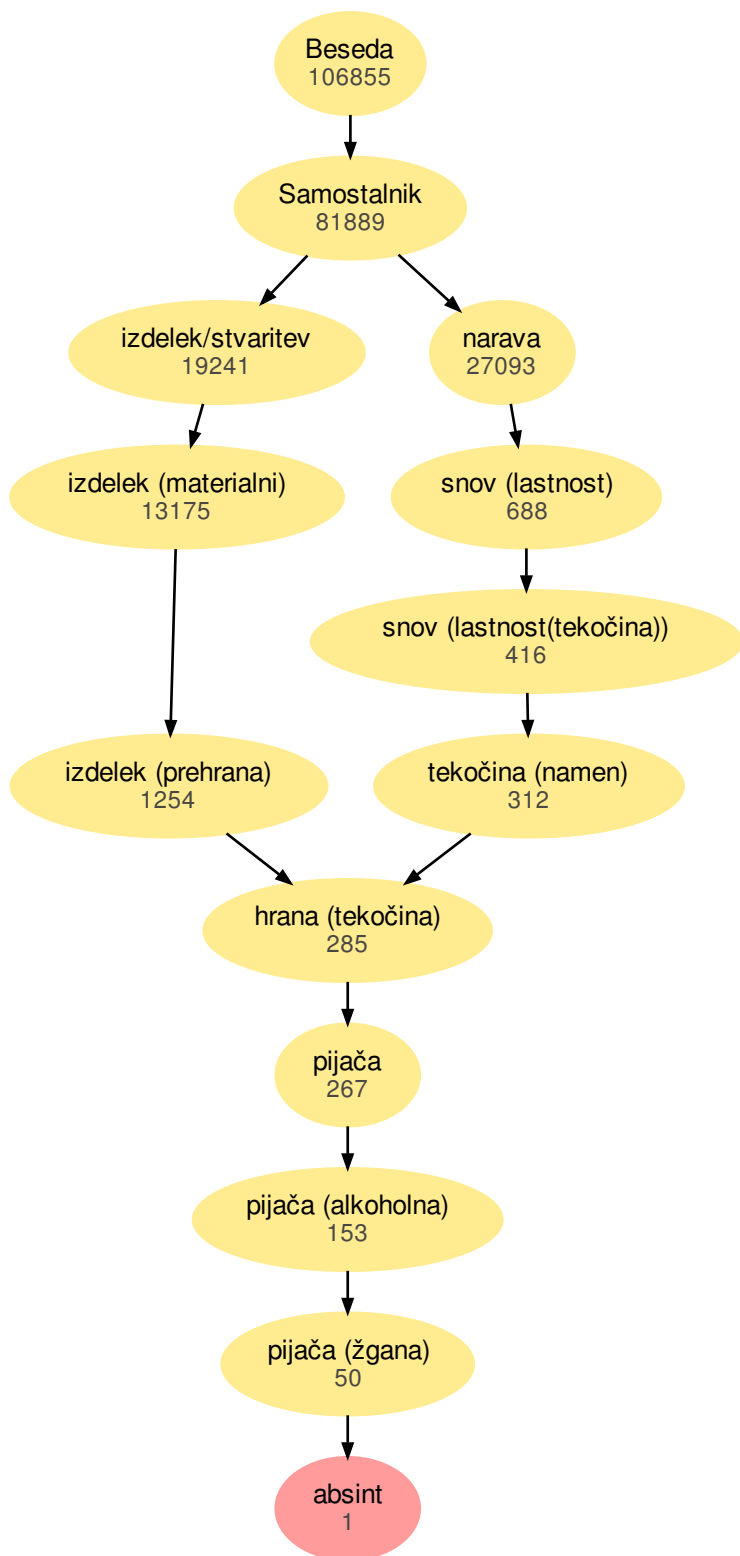 Beseda
106855
Samostalnik
81889
izdelek/stvaritev
19241
narava
27093
izdelek (materialni)
13175
snov (lastnost)
688
snov (lastnost(tekočina))
416
izdelek (prehrana)
1254
tekočina (namen)
312
hrana (tekočina)
285
pijača
267
pijača (alkoholna)
153
pijača (žgana)
50
absint
1